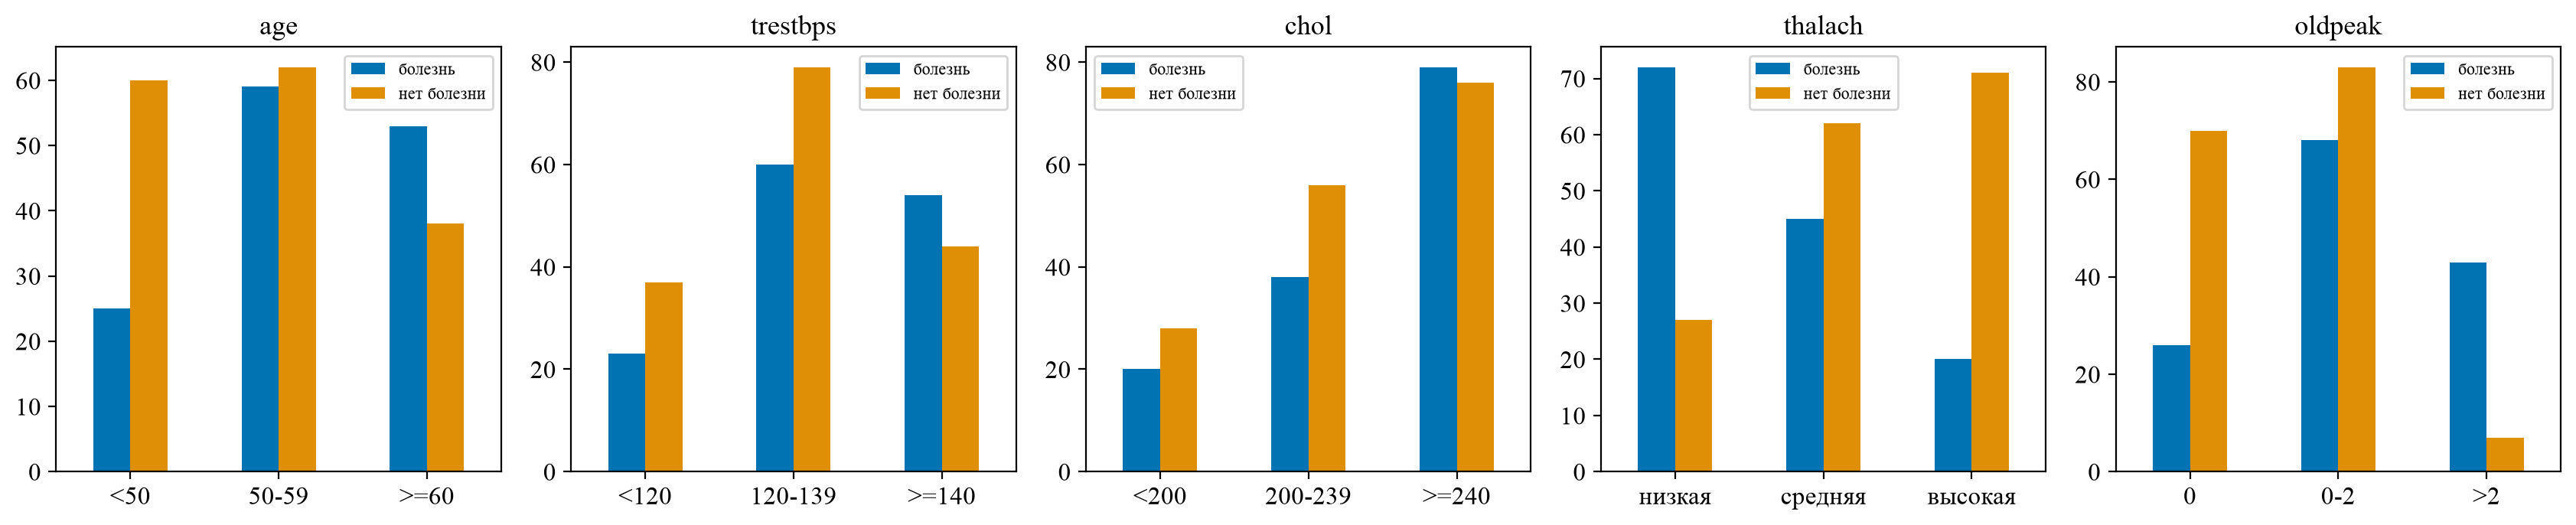 age
60
50
40
30
20
10
0
<50 50-59 >=60
болезнь
нет болезни
trestbps
80
60
40
20
0
<120 120-139 >=140
болезнь
нет болезни
chol
80
60
40
20
0
<200 200-239 >=240
болезнь
нет болезни
thalach
70
60
50
40
30
20
10
0
низкая средняя высокая
болезнь
нет болезни
oldpeak
80
60
40
20
0
0 0-2 >2
болезнь
нет болезни